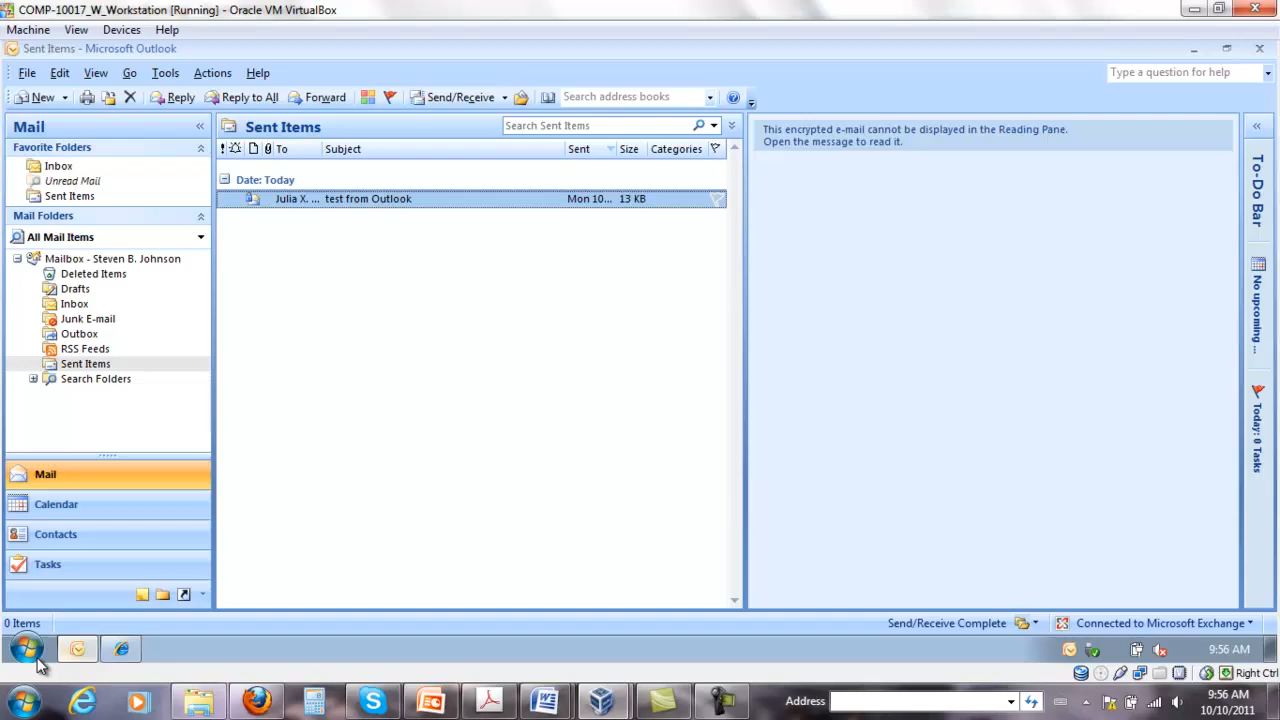 COMP-10017_W_Workstation [Running] - Oracle VM VirtualBox
Machine View Devices Help
Sent Items - Microsoft Outlook
File Edit View Go Tools Actions Help
Type a question for help
New Reply Reply to All Forward Send/Receive Search address books
Mail
Favorite Folders
Inbox
Unread Mail
Sent Items
Mail Folders
All Mail Items
Mailbox - Steven B. Johnson
Deleted Items
Drafts
Inbox
Junk E-mail
Outbox
RSS Feeds
Sent Items
Search Folders
Mail
Calendar
Contacts
Tasks
Sent Items
Search Sent Items
To Subject Sent Size Categories
Date: Today
Julia X. ... test from Outlook Mon 10... 13 KB
This encrypted e-mail cannot be displayed in the Reading Pane.
Open the message to read it.
To-Do Bar
No upcoming ...
Today: 0 Tasks
0 Items
Send/Receive Complete
Connected to Microsoft Exchange
9:56 AM
Right Ctrl
Address
9:56 AM
10/10/2011